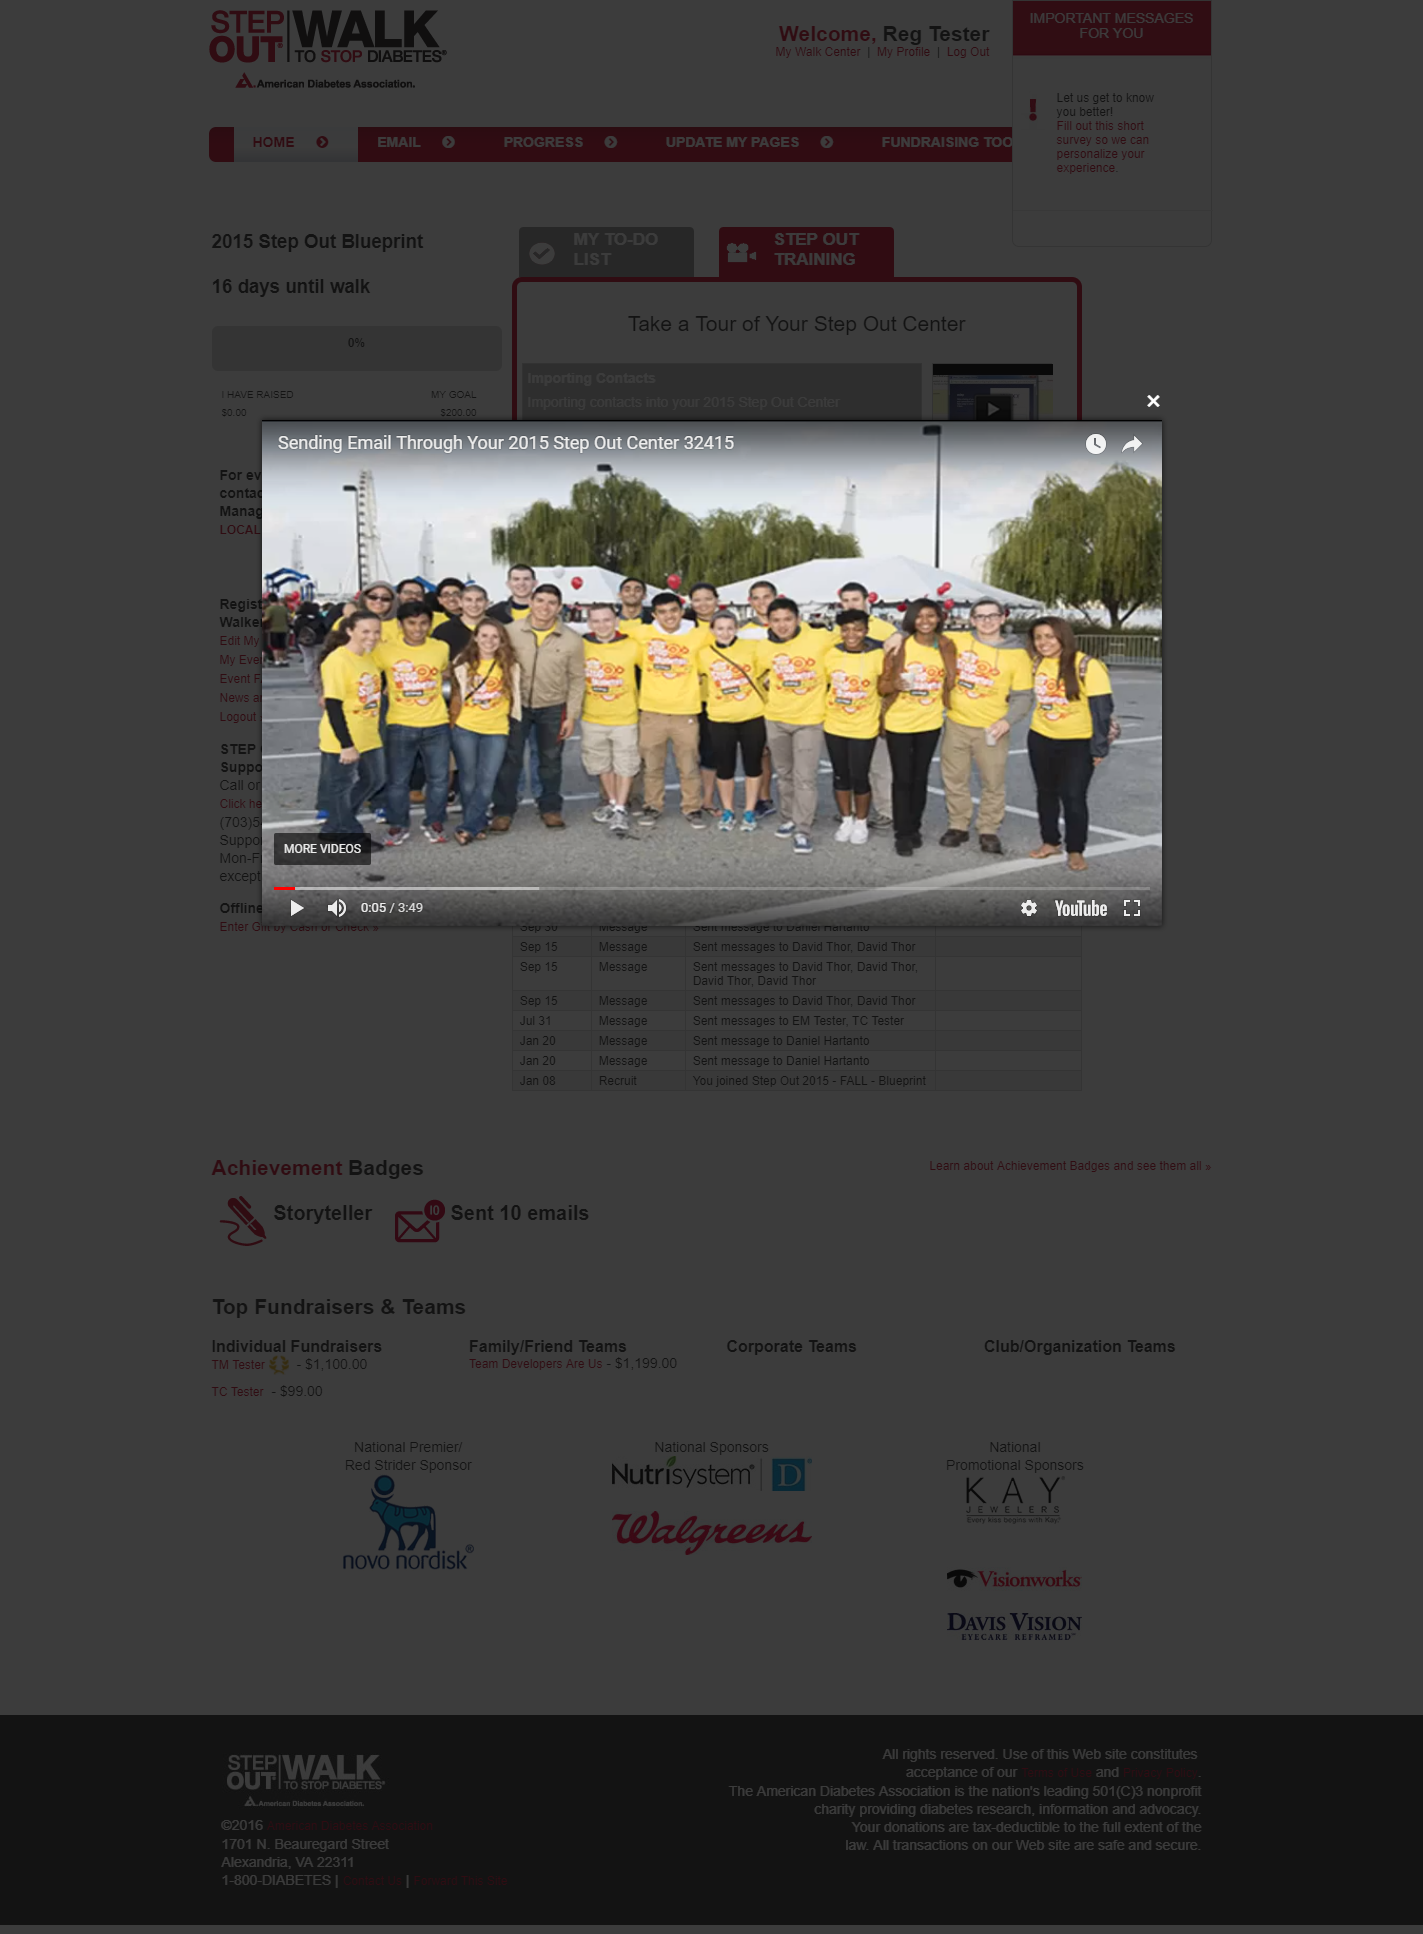 STEP OUT WALK
TO STOP DIABETES®
American Diabetes Association.
Welcome, Reg Tester
My Walk Center | My Profile | Log Out
IMPORTANT MESSAGES
FOR YOU
Let us get to know
you better!
Fill out this short
survey so we can
personalize your
experience.
HOME
EMAIL
PROGRESS
UPDATE MY PAGES
FUNDRAISING TOO
2015 Step Out Blueprint
16 days until walk
0%
I HAVE RAISED
MY GOAL
$0.00
$200.00
MY TO-DO
LIST
STEP OUT
TRAINING
Take a Tour of Your Step Out Center
Importing Contacts
Importing contacts into your 2015 Step Out Center
×
Sending Email Through Your 2015 Step Out Center 32415
For ev
contac
Manag
LOCAL
Regist
Walke
Edit My
My Eve
Event F
News a
Logout
STEP
Suppo
Call or
Click he
(703)5
Suppo
Mon-F
except
Offline
Enter Gift by Cash or Check »
MORE VIDEOS
0:05 / 3:49
YouTube
Sep 30 Message Sent message to Daniel Hartanto
Sep 15 Message Sent messages to David Thor, David Thor
Sep 15 Message Sent messages to David Thor, David Thor,
David Thor, David Thor
Sep 15 Message Sent messages to David Thor, David Thor
Jul 31 Message Sent messages to EM Tester, TC Tester
Jan 20 Message Sent message to Daniel Hartanto
Jan 20 Message Sent message to Daniel Hartanto
Jan 08 Recruit You joined Step Out 2015 - FALL - Blueprint
Achievement Badges
Learn about Achievement Badges and see them all »
Storyteller
10
Sent 10 emails
Top Fundraisers & Teams
Individual Fundraisers
TM Tester - $1,100.00
TC Tester - $99.00
Family/Friend Teams
Team Developers Are Us - $1,199.00
Corporate Teams
Club/Organization Teams
National Premier/
Red Strider Sponsor
novo nordisk®
National Sponsors
Nutrisystem® | D®
Walgreens
National
Promotional Sponsors
KAY
JEWELERS
Every kiss begins with Kay®
Visionworks
DAVIS VISION
EYECARE REFRAMED™
STEP OUT WALK
TO STOP DIABETES®
American Diabetes Association.
©2016
1701 N. Beauregard Street
Alexandria, VA 22311
1-800-DIABETES | |
All rights reserved. Use of this Web site constitutes
acceptance of our and .
The American Diabetes Association is the nation's leading 501(C)3 nonprofit
charity providing diabetes research, information and advocacy.
Your donations are tax-deductible to the full extent of the
law. All transactions on our Web site are safe and secure.